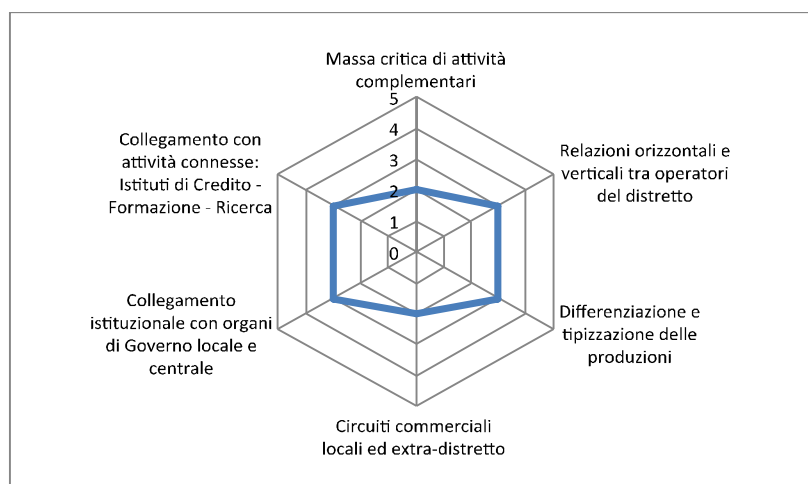 Massa critica di attività
complementari
5
4
3
2
1
0
Relazioni orizzontali e
verticali tra operatori
del distretto
Differenziazione e
tipizzazione delle
produzioni
Circuiti commerciali
locali ed extra-distretto
Collegamento
istituzionale con organi
di Governo locale e
centrale
Collegamento con
attività connesse:
Istituti di Credito -
Formazione - Ricerca